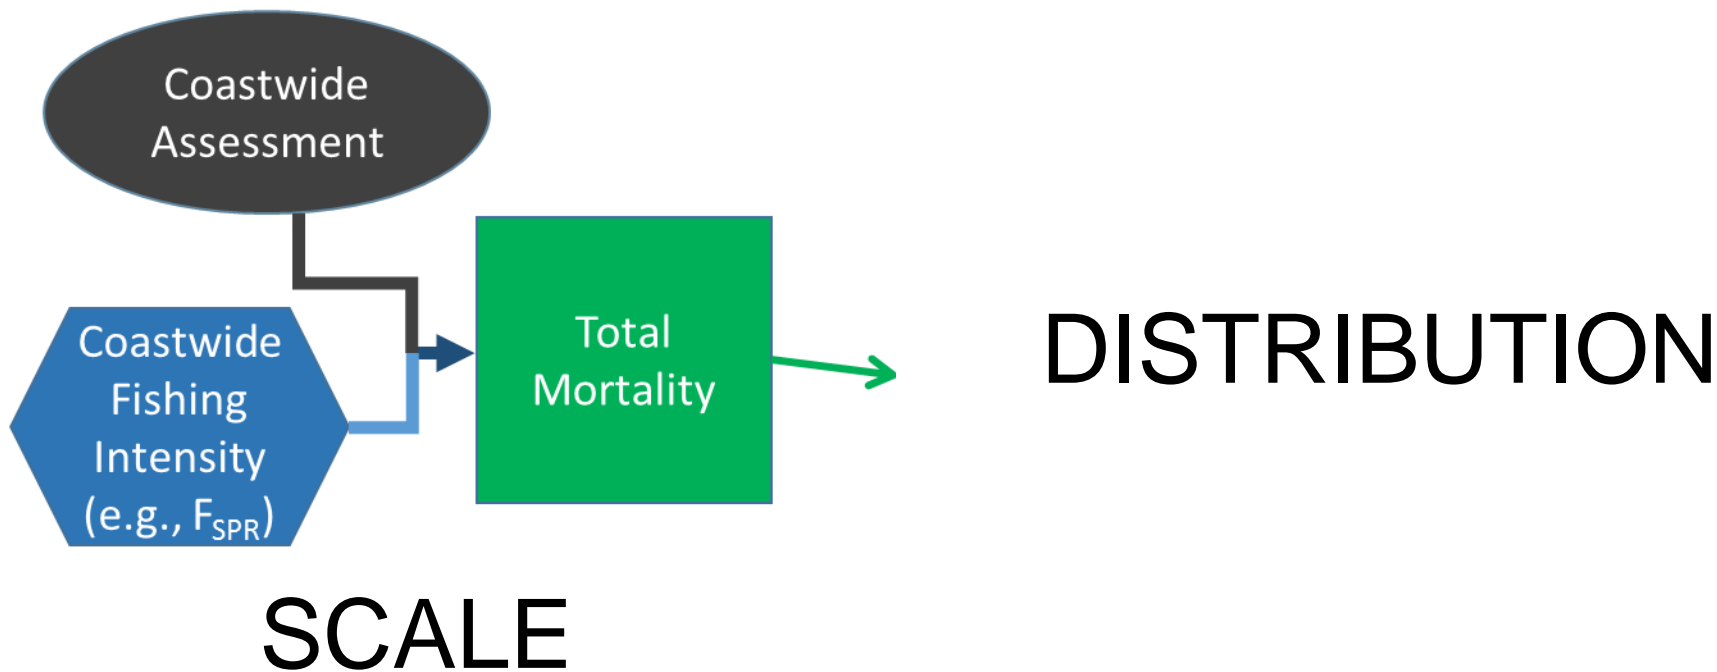 Coastwide
Assessment
Coastwide
Fishing
Intensity
(e.g., FSPR)
Total
Mortality
DISTRIBUTION
SCALE